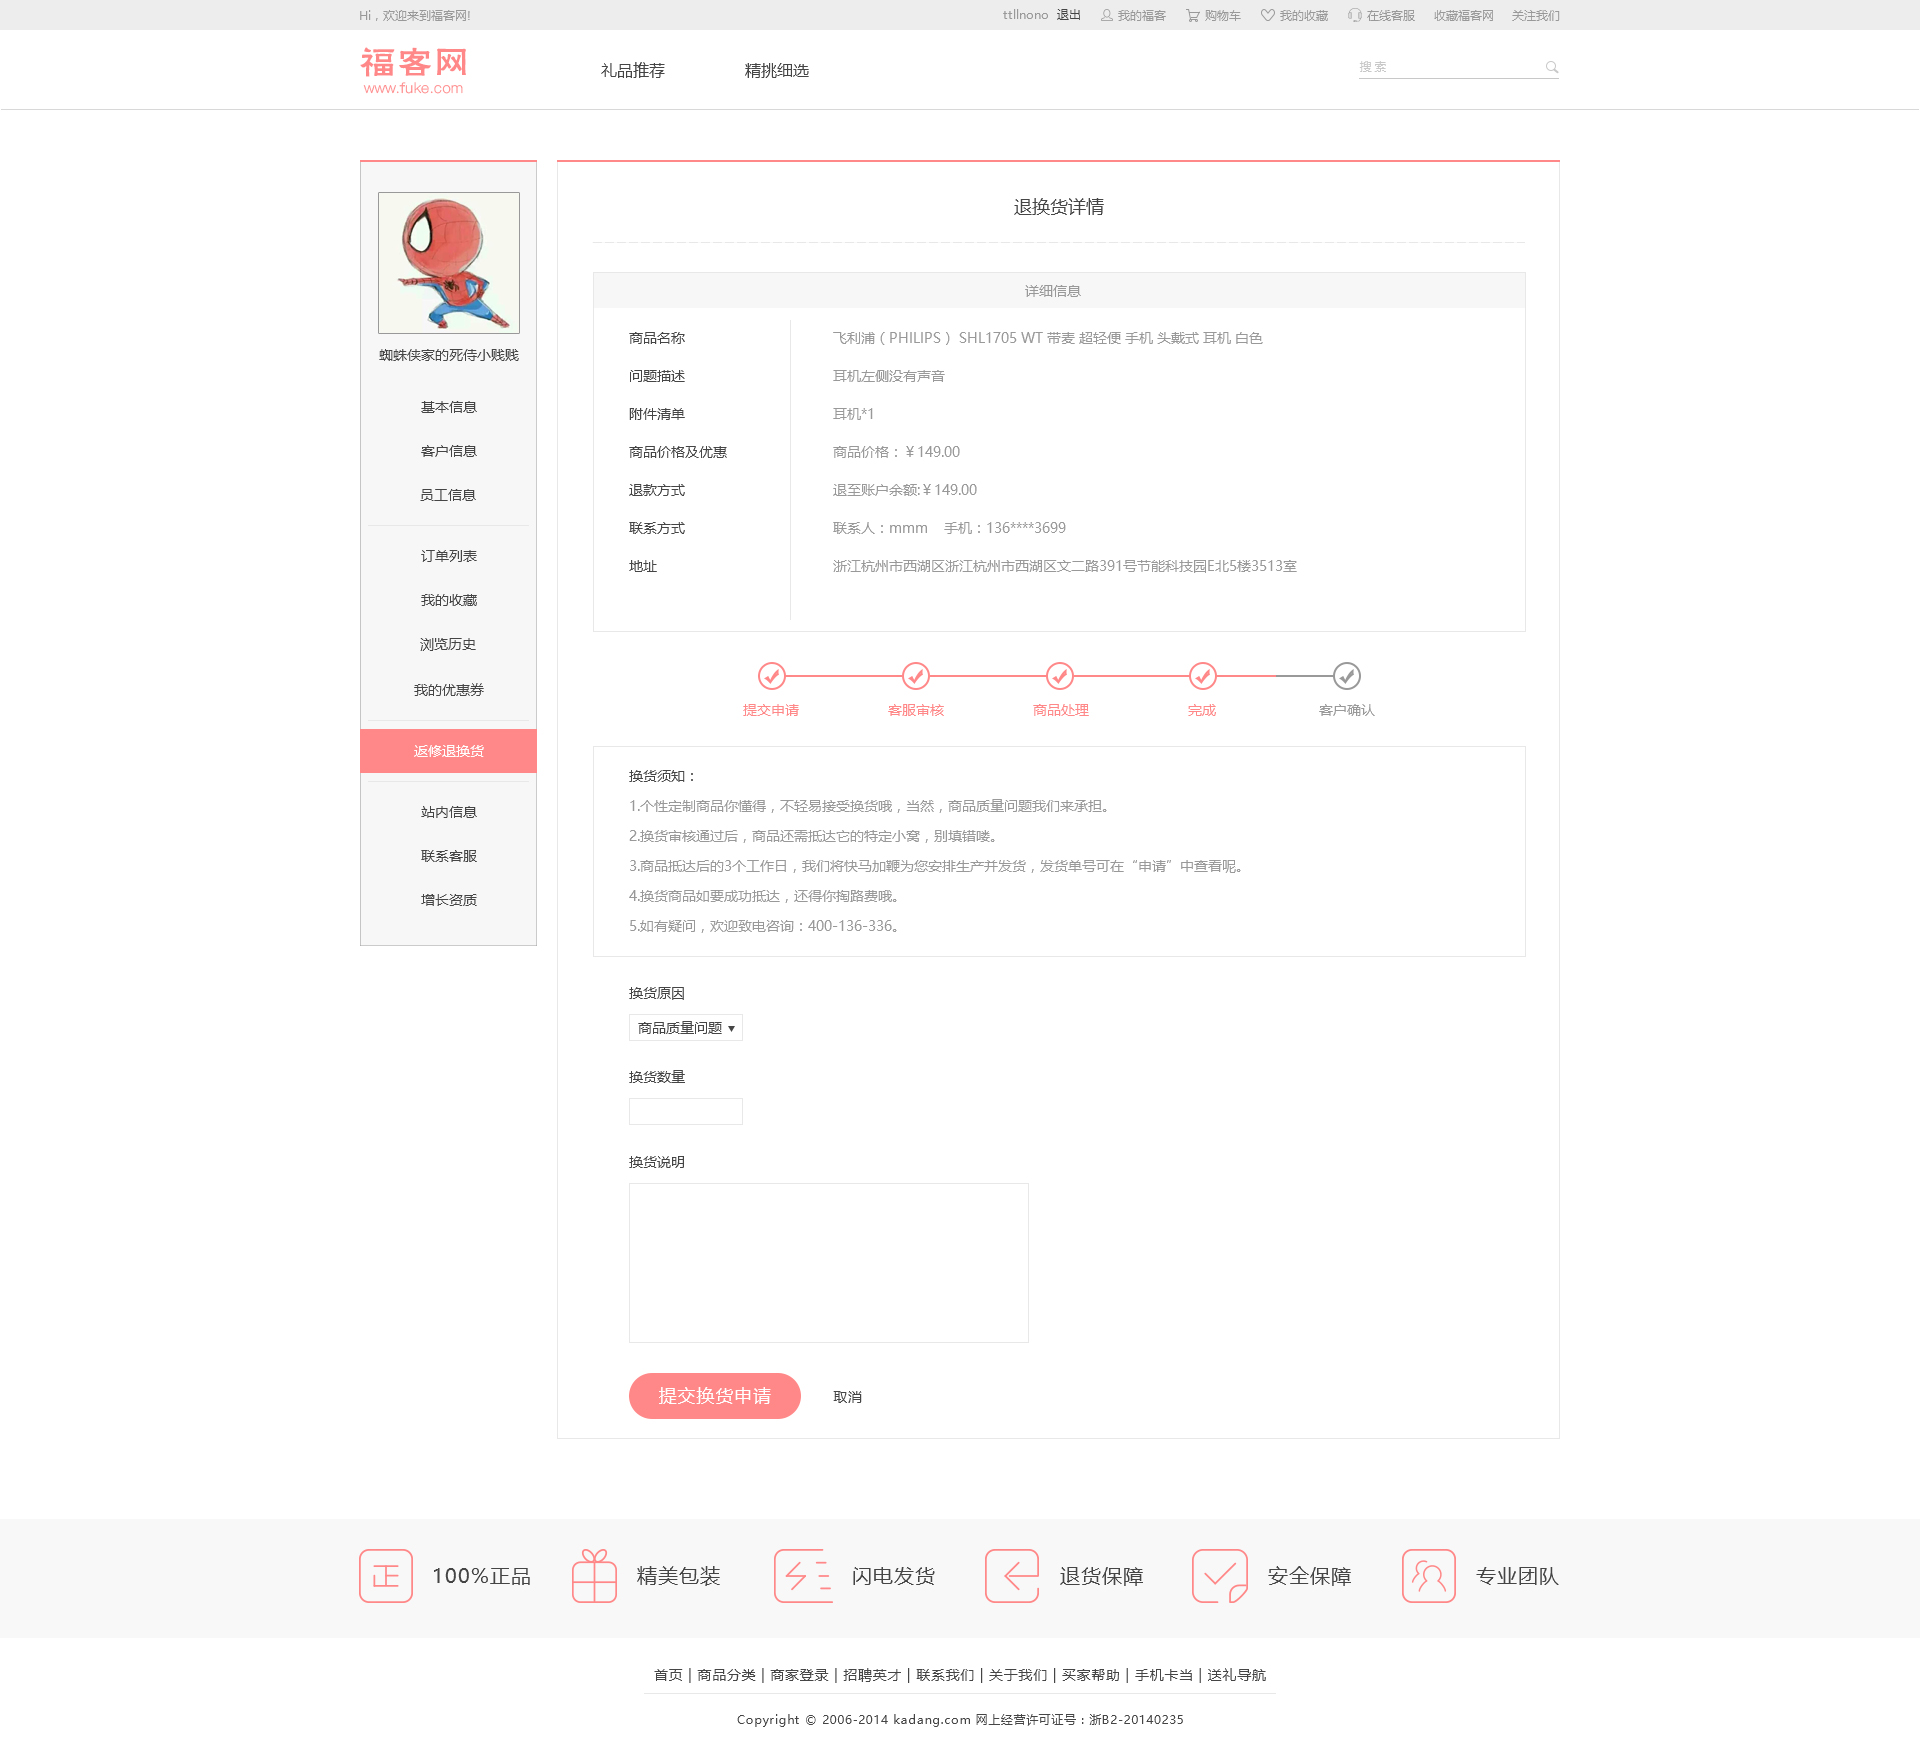 Hi，欢迎来到福客网!
ttllnono 退出 我的福客 购物车 我的收藏 在线客服 收藏福客网 关注我们
福客网
www.fuke.com
礼品推荐 精挑细选
搜索
蜘蛛侠家的死侍小贱贱
基本信息
客户信息
员工信息
订单列表
我的收藏
浏览历史
我的优惠券
返修退换货
站内信息
联系客服
增长资质
退换货详情
详细信息
商品名称 飞利浦（PHILIPS） SHL1705 WT 带麦 超轻便 手机 头戴式 耳机 白色
问题描述 耳机左侧没有声音
附件清单 耳机*1
商品价格及优惠 商品价格：￥149.00
退款方式 退至账户余额:￥149.00
联系方式 联系人：mmm 手机：136****3699
地址 浙江杭州市西湖区浙江杭州市西湖区文二路391号节能科技园E北5楼3513室
提交申请 客服审核 商品处理 完成 客户确认
换货须知：
1.个性定制商品你懂得，不轻易接受换货哦，当然，商品质量问题我们来承担。
2.换货审核通过后，商品还需抵达它的特定小窝，别填错喽。
3.商品抵达后的3个工作日，我们将快马加鞭为您安排生产并发货，发货单号可在“申请”中查看呢。
4.换货商品如要成功抵达，还得你掏路费哦。
5.如有疑问，欢迎致电咨询：400-136-336。
换货原因
商品质量问题
换货数量
换货说明
提交换货申请 取消
正 100%正品 精美包装 闪电发货 退货保障 安全保障 专业团队
首页 | 商品分类 | 商家登录 | 招聘英才 | 联系我们 | 关于我们 | 买家帮助 | 手机卡当 | 送礼导航
Copyright © 2006-2014 kadang.com 网上经营许可证号：浙B2-20140235